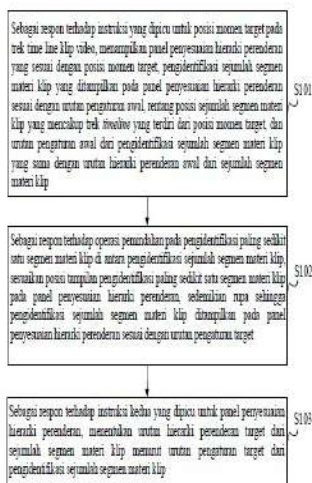 Sebagai respon terhadap instruksi yang dipicu untuk posisi momen target pada
trek time line klip video, menampilkan panel penyesuaian hierarki perenderan
yang sesuai dengan posisi momen target, pengidentifikasi sejumlah segmen
materi klip yang ditampilkan pada panel penyesuaian hierarki perenderan
sesuai dengan urutan pengaturan awal, rentang posisi sejumlah segmen materi
klip yang mencakup trek timeline yang terdiri dari posisi momen target, dan
urutan pengaturan awal dari pengidentifikasi sejumlah segmen materi klip
yang sama dengan urutan hierarki perenderan awal dari sejumlah segmen
materi klip
S101
Sebagai respon terhadap operasi pemindahan pada pengidentifikasi paling sedikit
satu segmen materi klip di antara pengidentifikasi sejumlah segmen materi klip,
sesuaikan posisi tampilan pengidentifikasi paling sedikit satu segmen materi klip
pada panel penyesuaian hierarki perenderan, sedemikian rupa sehingga
pengidentifikasi sejumlah segmen materi klip ditampilkan pada panel
penyesuaian hierarki perenderan sesuai dengan urutan pengaturan target
S102
Sebagai respon terhadap instruksi kedua yang dipicu untuk panel penyesuaian
hierarki perenderan, menentukan urutan hierarki perenderan target dari
sejumlah segmen materi klip menurut urutan pengaturan target dari
pengidentifikasi sejumlah segmen materi klip
S103